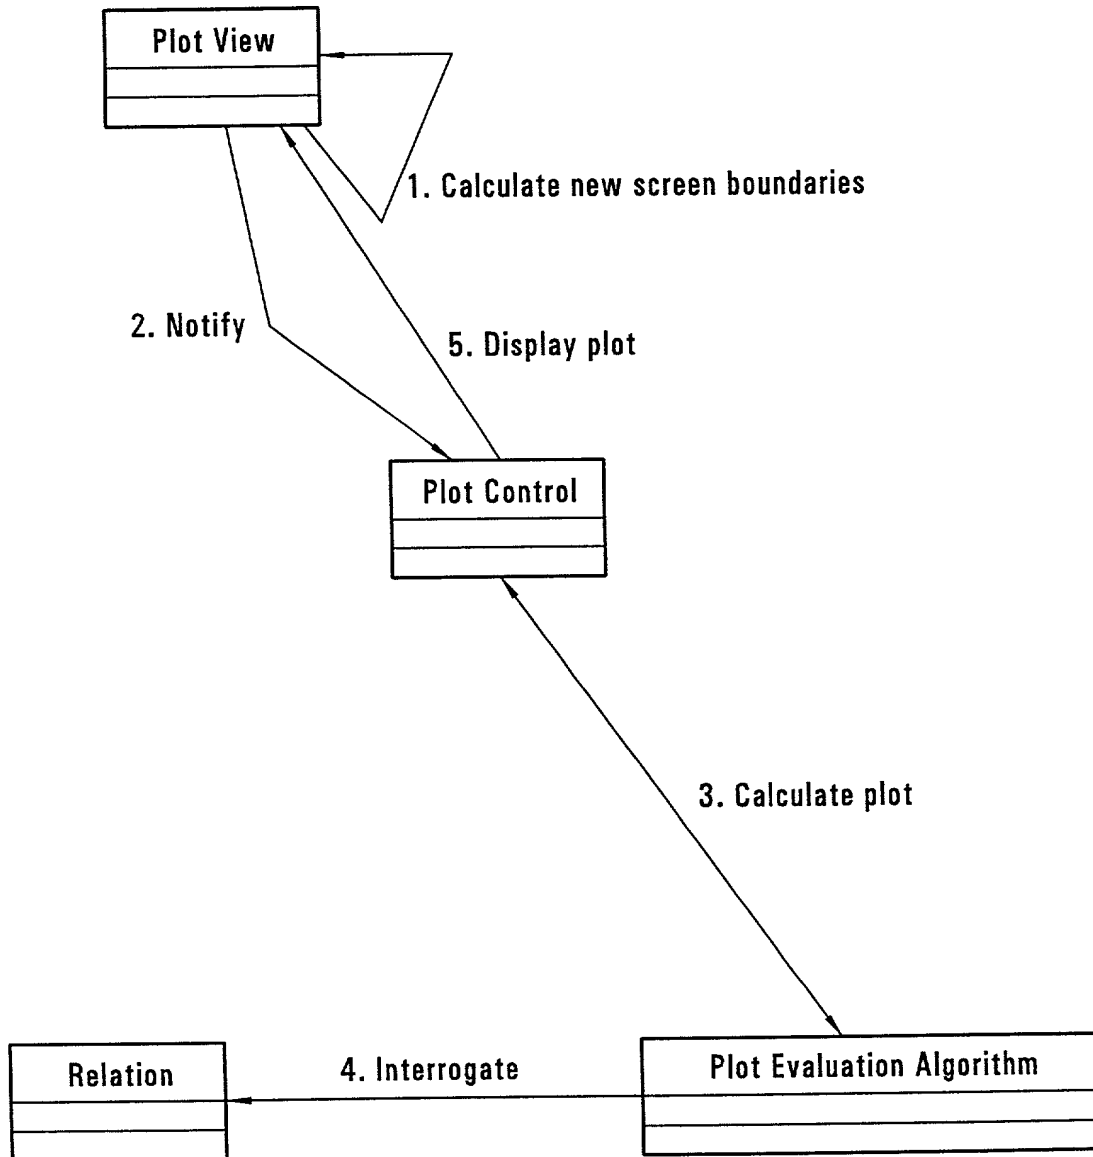 Plot View
1. Calculate new screen boundaries
2. Notify
5. Display plot
Plot Control
3. Calculate plot
Relation
4. Interrogate
Plot Evaluation Algorithm